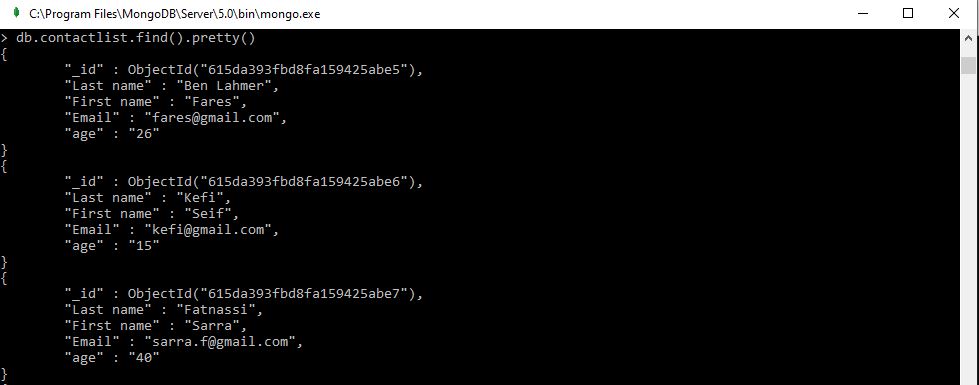 C:\Program Files\MongoDB\Server\5.0\bin\mongo.exe
> db.contactlist.find().pretty()
{
"_id" : ObjectId("615da393fbd8fa159425abe5"),
"Last name" : "Ben Lahmer",
"First name" : "Fares",
"Email" : "fares@gmail.com",
"age" : "26"
}
{
"_id" : ObjectId("615da393fbd8fa159425abe6"),
"Last name" : "Kefi",
"First name" : "Seif",
"Email" : "kefi@gmail.com",
"age" : "15"
}
{
"_id" : ObjectId("615da393fbd8fa159425abe7"),
"Last name" : "Fatnassi",
"First name" : "Sarra",
"Email" : "sarra.f@gmail.com",
"age" : "40"
}